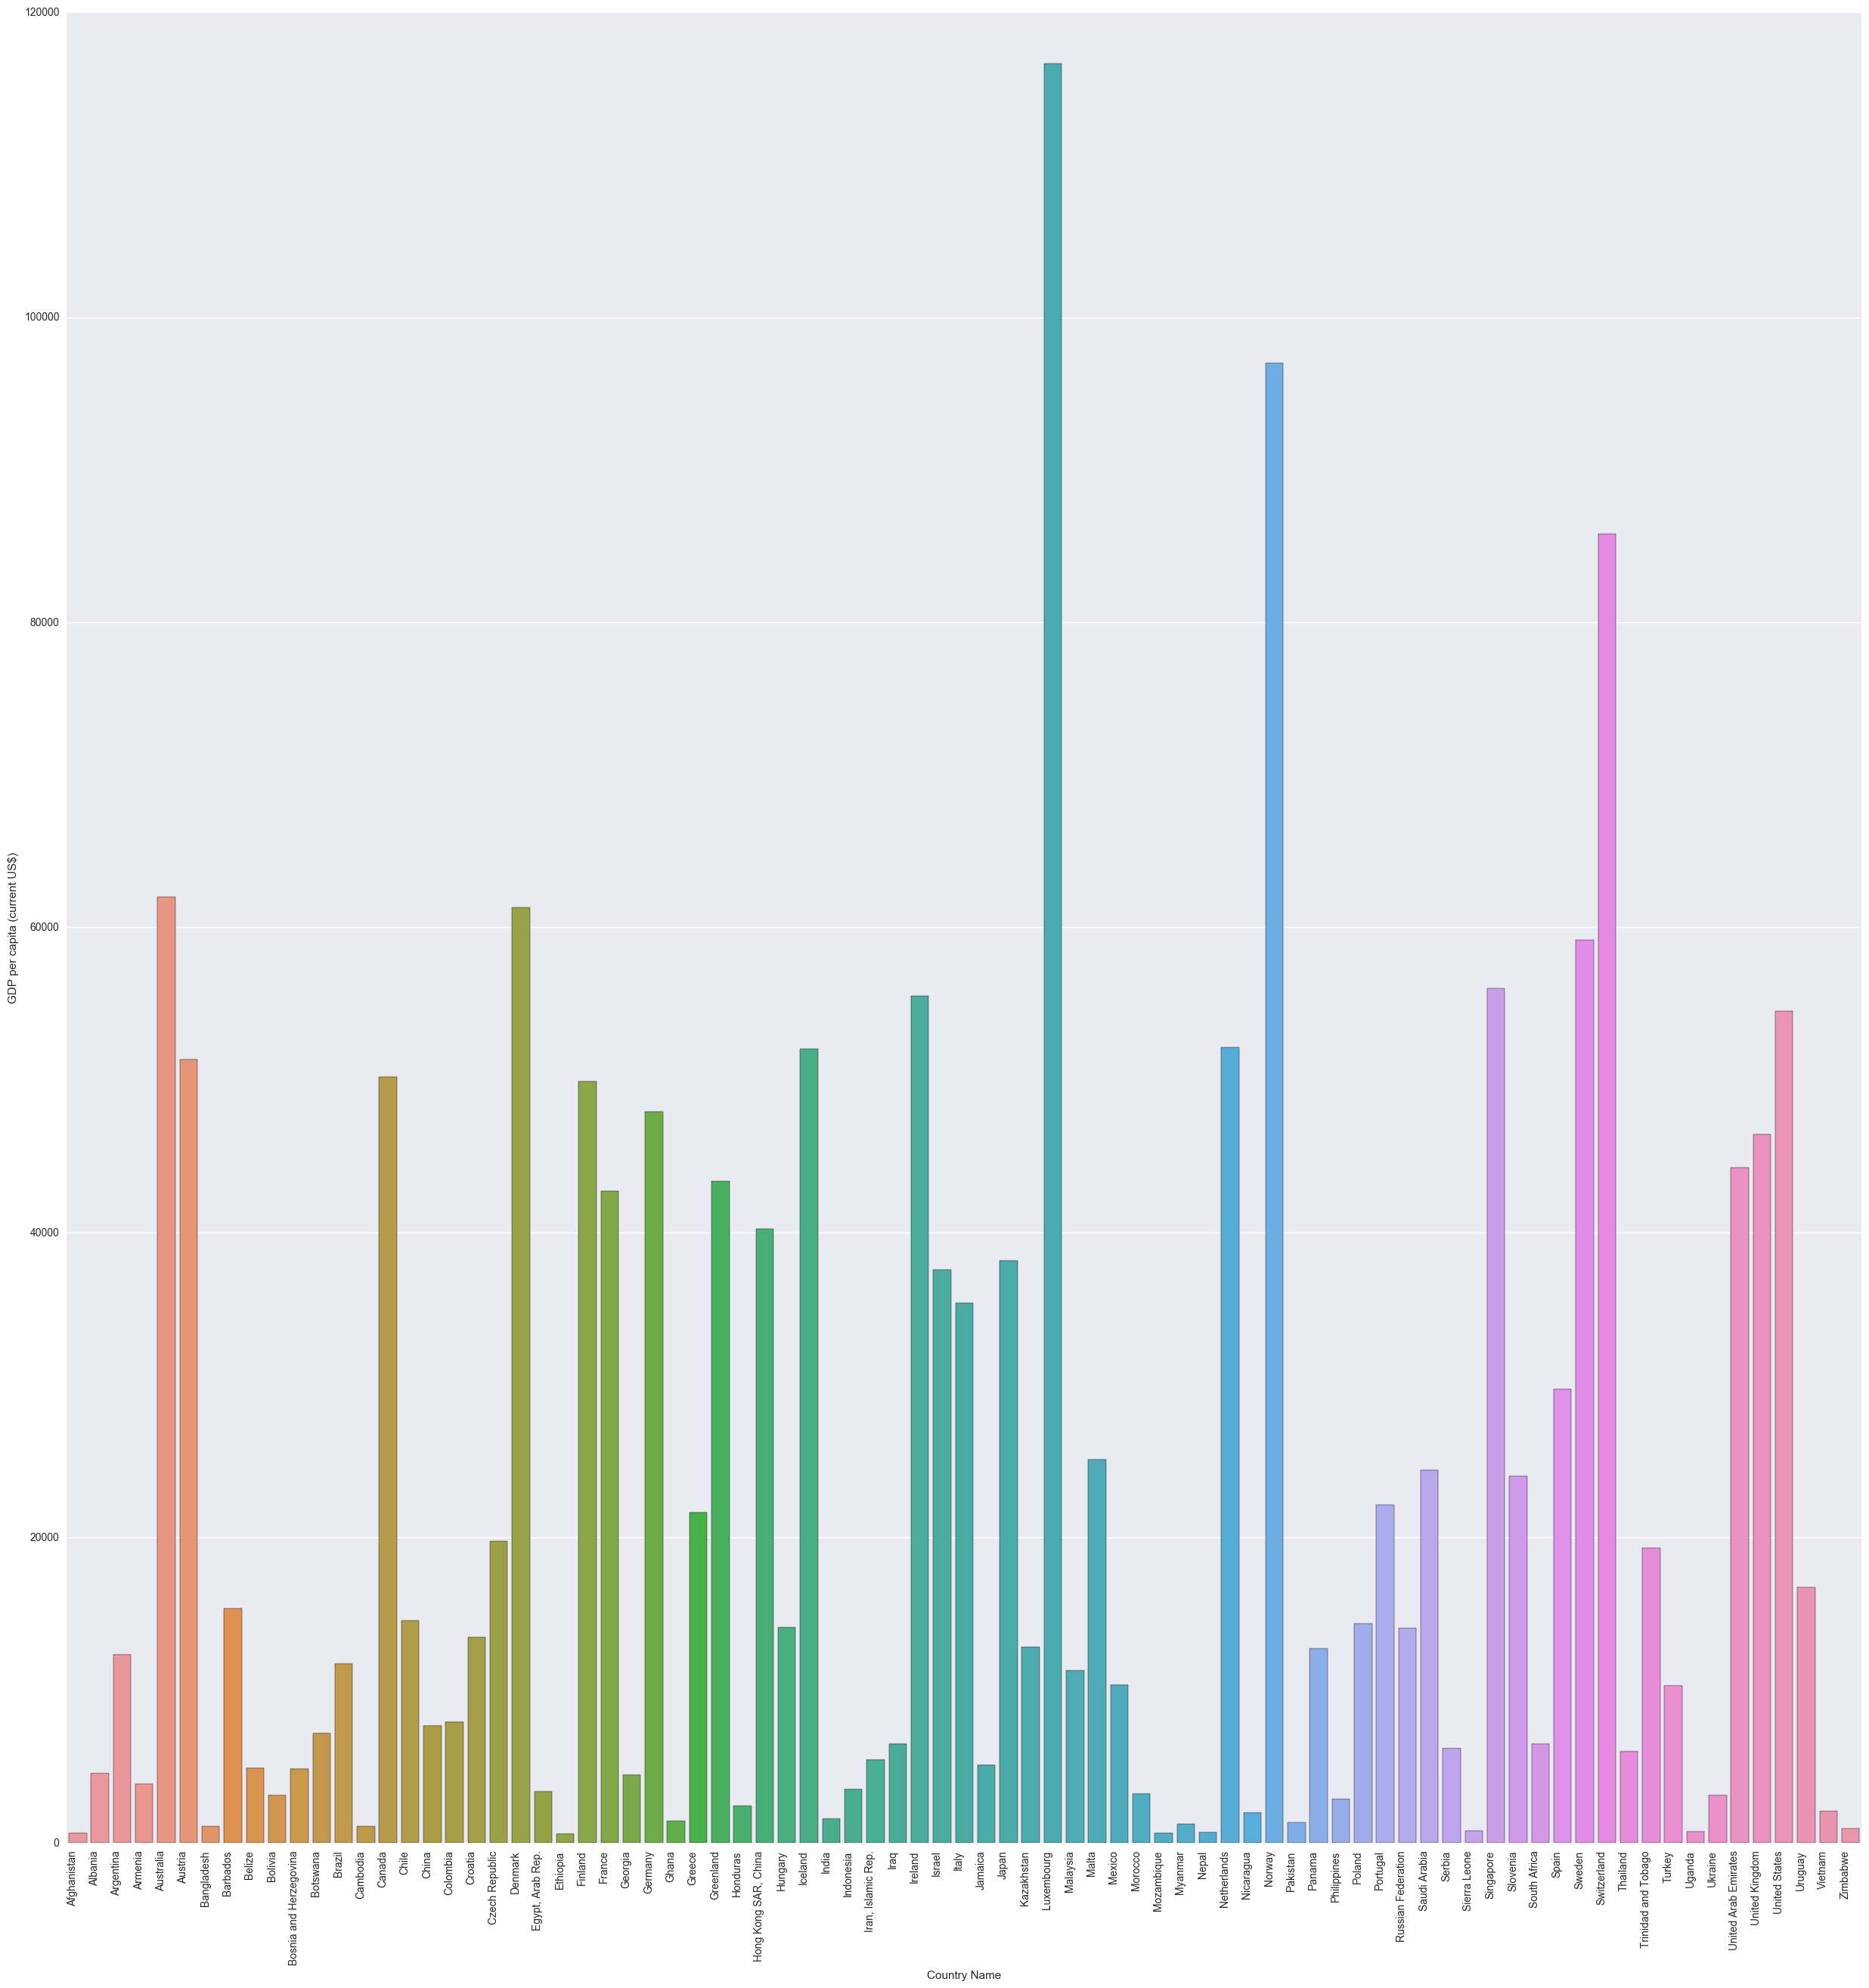 120000
100000
80000
60000
40000
20000
0
GDP per capita (current US$)
Afghanistan
Albania
Argentina
Armenia
Australia
Austria
Bangladesh
Barbados
Belize
Bolivia
Bosnia and Herzegovina
Botswana
Brazil
Cambodia
Canada
Chile
China
Colombia
Croatia
Czech Republic
Denmark
Egypt, Arab Rep.
Ethiopia
Finland
France
Georgia
Germany
Ghana
Greece
Greenland
Honduras
Hong Kong SAR, China
Hungary
Iceland
India
Indonesia
Iran, Islamic Rep.
Iraq
Ireland
Israel
Italy
Jamaica
Japan
Kazakhstan
Luxembourg
Malaysia
Malta
Mexico
Morocco
Mozambique
Myanmar
Nepal
Netherlands
Nicaragua
Norway
Pakistan
Panama
Philippines
Poland
Portugal
Russian Federation
Saudi Arabia
Serbia
Sierra Leone
Singapore
Slovenia
South Africa
Spain
Sweden
Switzerland
Thailand
Trinidad and Tobago
Turkey
Uganda
Ukraine
United Arab Emirates
United Kingdom
United States
Uruguay
Vietnam
Zimbabwe
Country Name